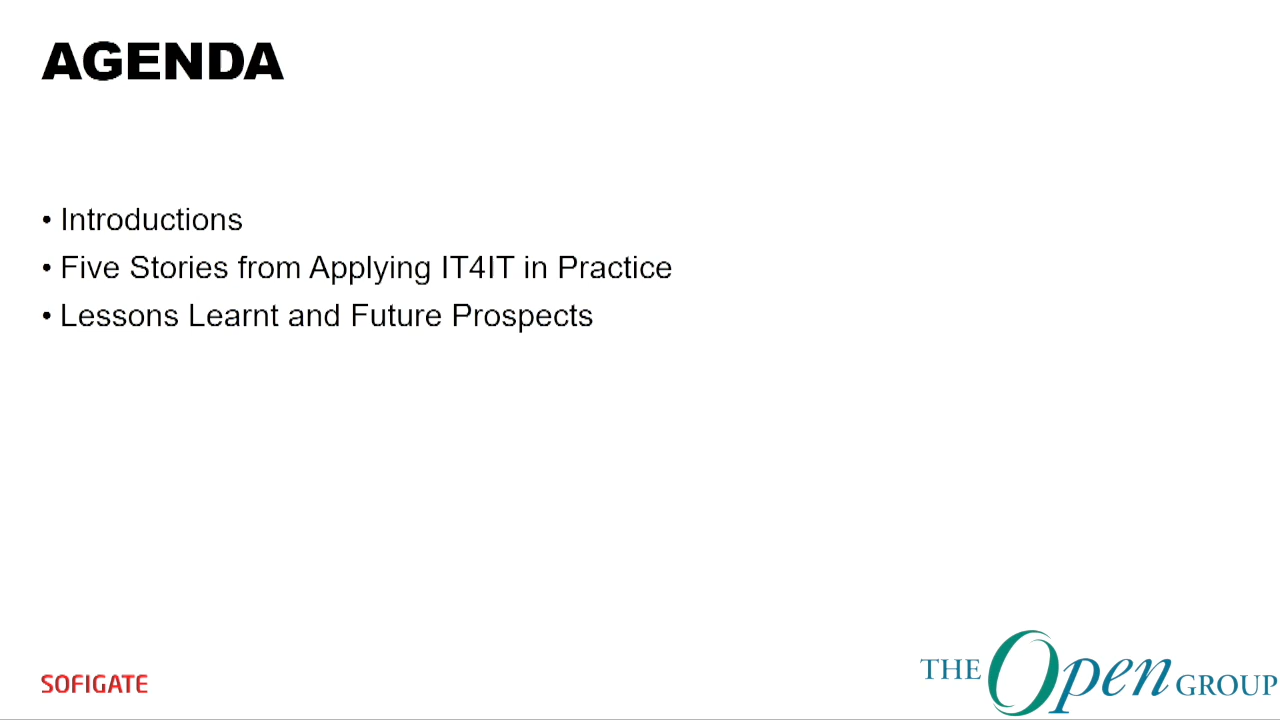 AGENDA
• Introductions
• Five Stories from Applying IT4IT in Practice
• Lessons Learnt and Future Prospects
SOFIGATE
THE Open GROUP